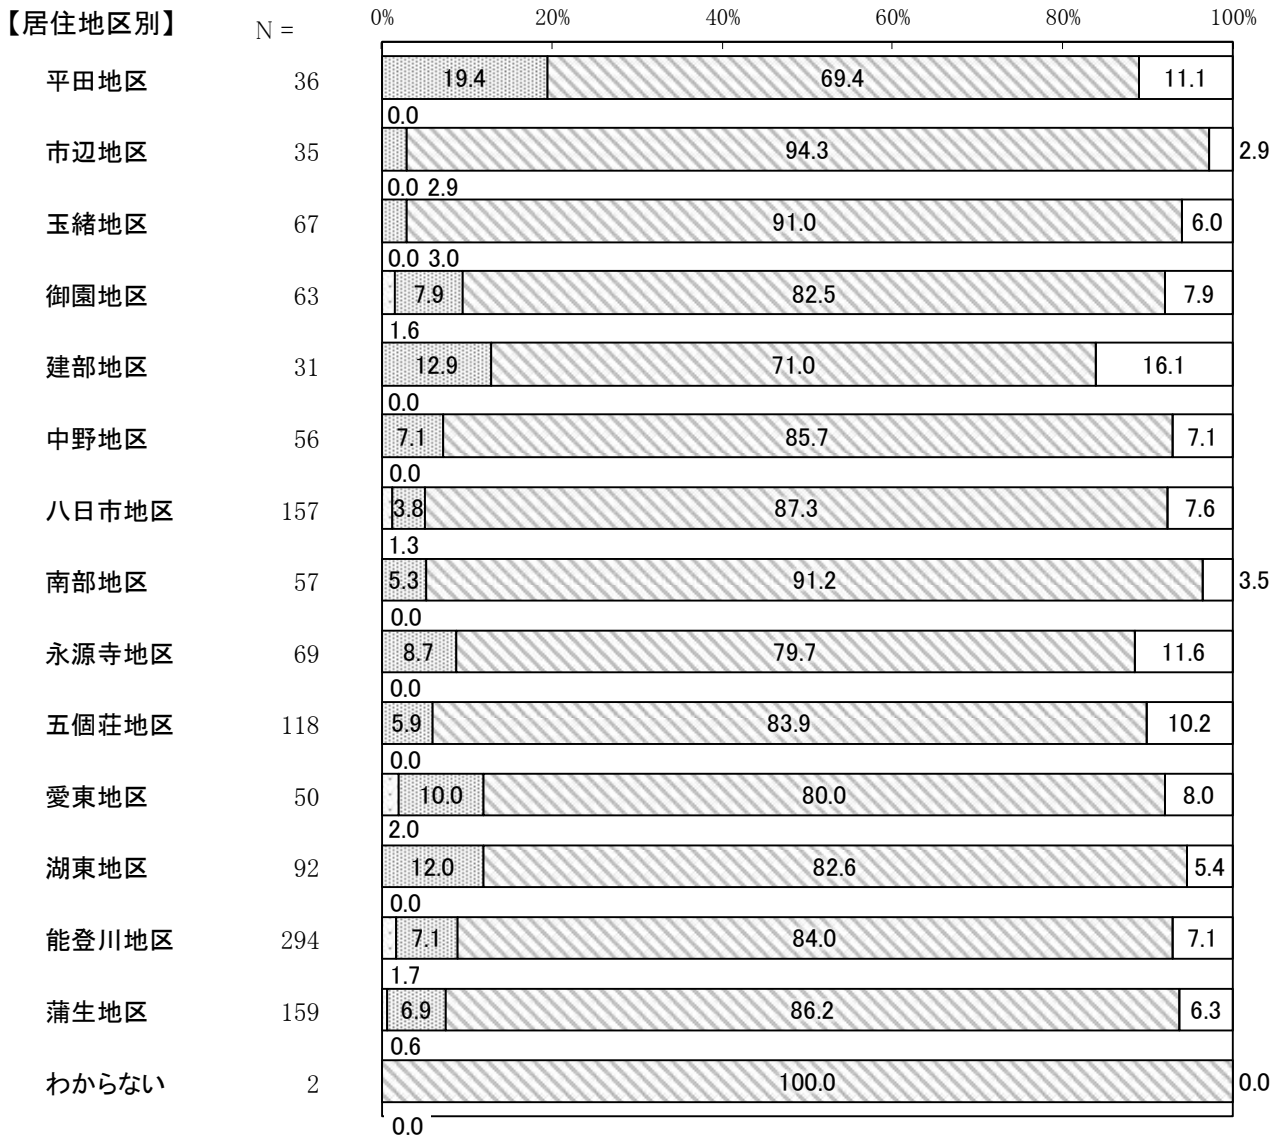 【居住地区別】 N = 0% 20% 40% 60% 80% 100%
平田地区 36 19.4 69.4 11.1
0.0
市辺地区 35 94.3 2.9
0.0 2.9
玉緒地区 67 91.0 6.0
0.0 3.0
御園地区 63 7.9 82.5 7.9
1.6
建部地区 31 12.9 71.0 16.1
0.0
中野地区 56 7.1 85.7 7.1
0.0
八日市地区 157 3.8 87.3 7.6
1.3
南部地区 57 5.3 91.2 3.5
0.0
永源寺地区 69 8.7 79.7 11.6
0.0
五個荘地区 118 5.9 83.9 10.2
0.0
愛東地区 50 10.0 80.0 8.0
2.0
湖東地区 92 12.0 82.6 5.4
0.0
能登川地区 294 7.1 84.0 7.1
1.7
蒲生地区 159 6.9 86.2 6.3
0.6
わからない 2 100.0 0.0
0.0